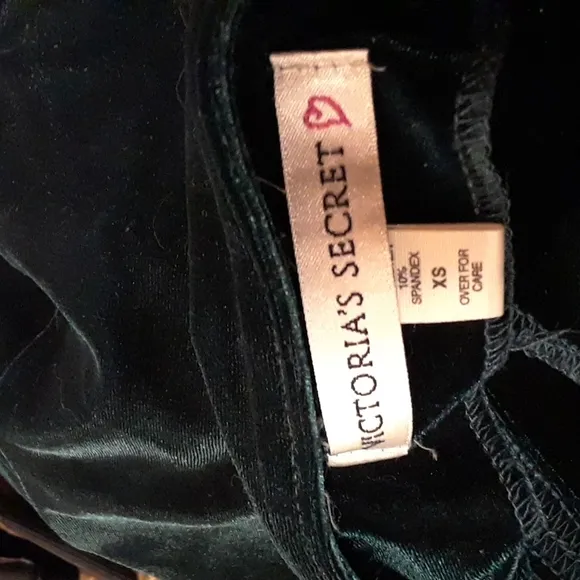 VICTORIA'S SECRET
10%
SPANDEX
XS
OVER FOR
CARE